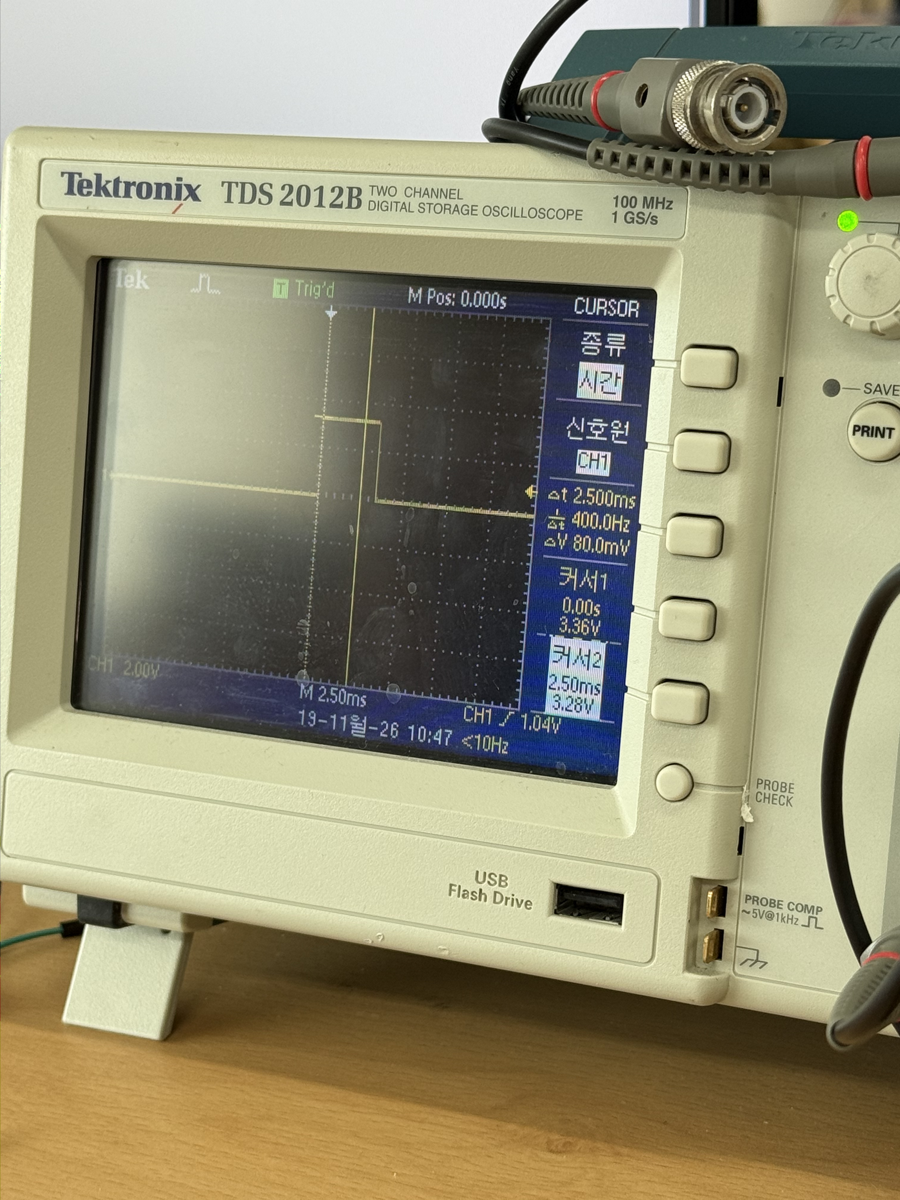 Tek
Tektronix TDS 2012B TWO CHANNEL
DIGITAL STORAGE OSCILLOSCOPE
100 MHz
1 GS/s
Tek
T Trig'd
M Pos: 0.000s
CURSOR
종류
시간
신호원
CH1
△t 2.500ms
1/△t 400.0Hz
△V 80.0mV
커서1
0.00s
3.36V
커서2
2.50ms
3.28V
CH1 2.00V
M 2.50ms
CH1 / 1.04V
19-11월-26 10:47
<10Hz
SAVE
PRINT
PROBE
CHECK
USB
Flash Drive
PROBE COMP
~5V@1kHz